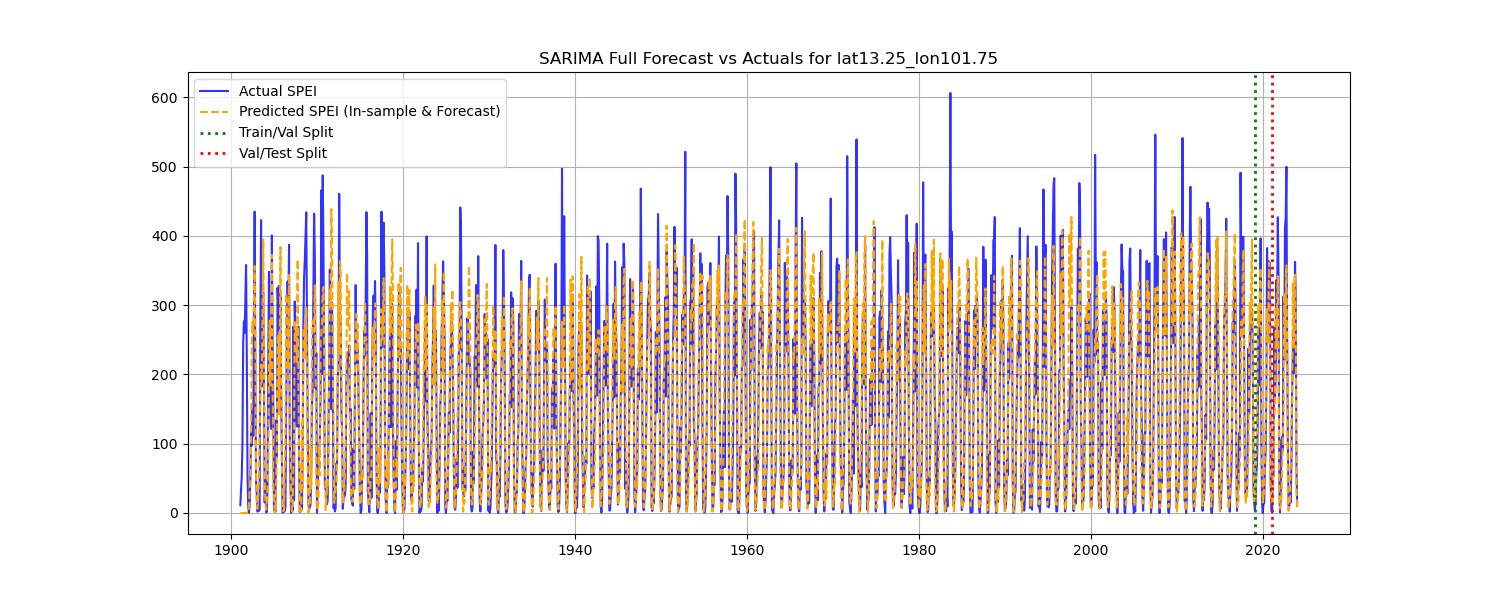 SARIMA Full Forecast vs Actuals for lat13.25_lon101.75
Actual SPEI
Predicted SPEI (In-sample & Forecast)
Train/Val Split
Val/Test Split
600
500
400
300
200
100
0
1900
1920
1940
1960
1980
2000
2020